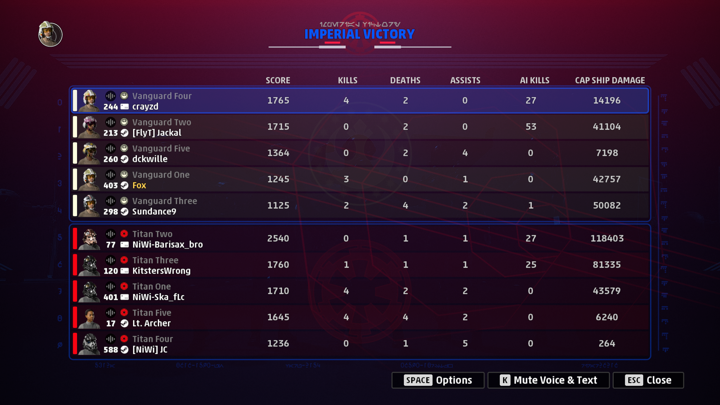 IMPERIAL VICTORY
SCORE KILLS DEATHS ASSISTS AI KILLS CAP SHIP DAMAGE
Vanguard Four
244 crayzd 1765 4 2 0 27 14196
Vanguard Two
213 [FlyT] Jackal 1715 0 2 0 53 41104
Vanguard Five
260 dckwille 1364 0 2 4 0 7198
Vanguard One
403 Fox 1245 3 0 1 0 42757
Vanguard Three
298 Sundance9 1125 2 4 2 1 50082
Titan Two
77 NiWi-Barisax_bro 2540 0 1 1 27 118403
Titan Three
120 KitstersWrong 1760 1 1 1 25 81335
Titan One
401 NiWi-Ska_fLc 1710 4 2 2 0 43579
Titan Five
17 Lt. Archer 1645 4 4 2 0 6240
Titan Four
588 [NiWi] JC 1236 0 1 5 0 264
SPACE Options K Mute Voice & Text ESC Close